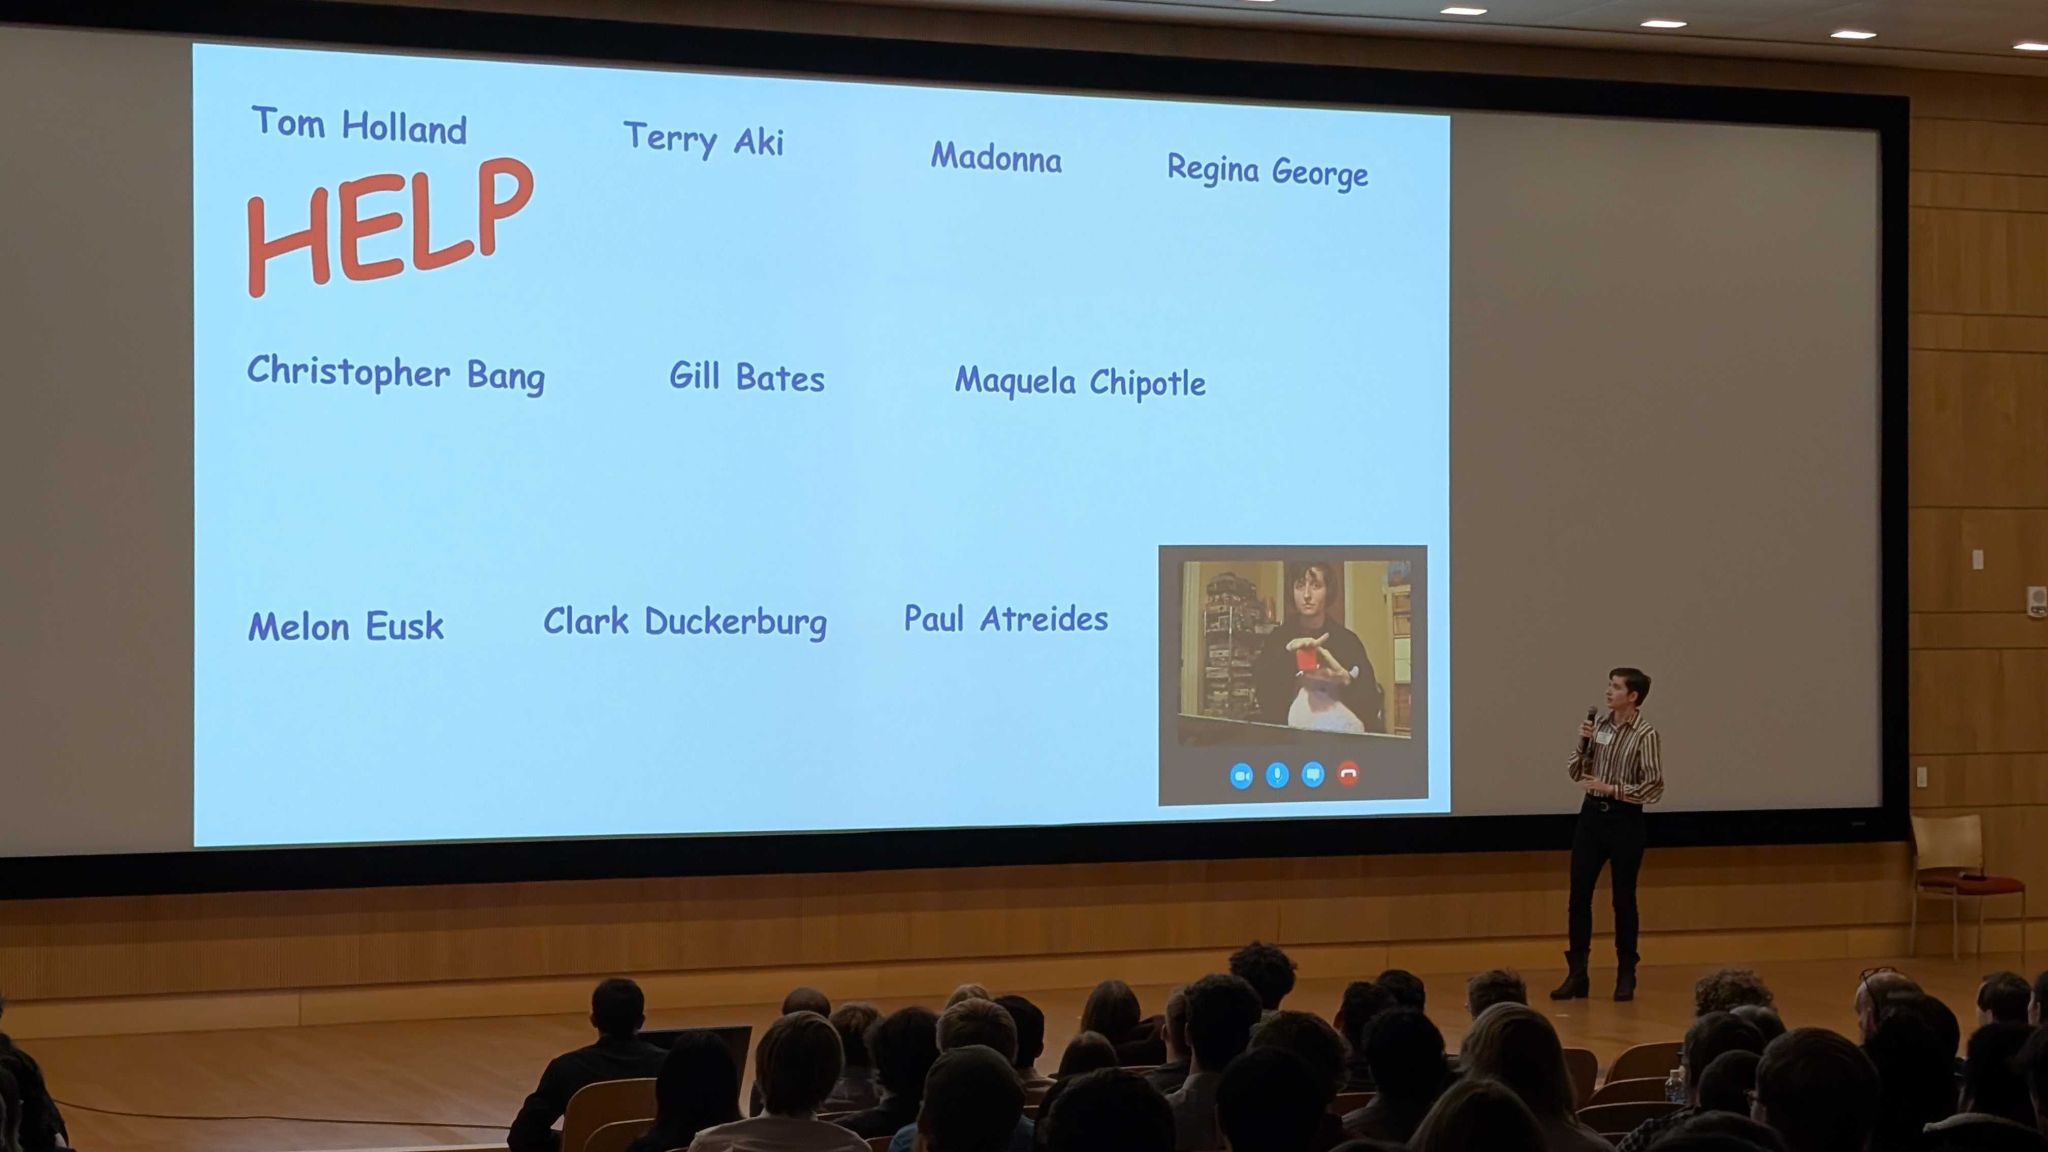 Tom Holland
Terry Aki
Madonna
Regina George
HELP
Christopher Bang
Gill Bates
Maquela Chipotle
Melon Eusk
Clark Duckerburg
Paul Atreides